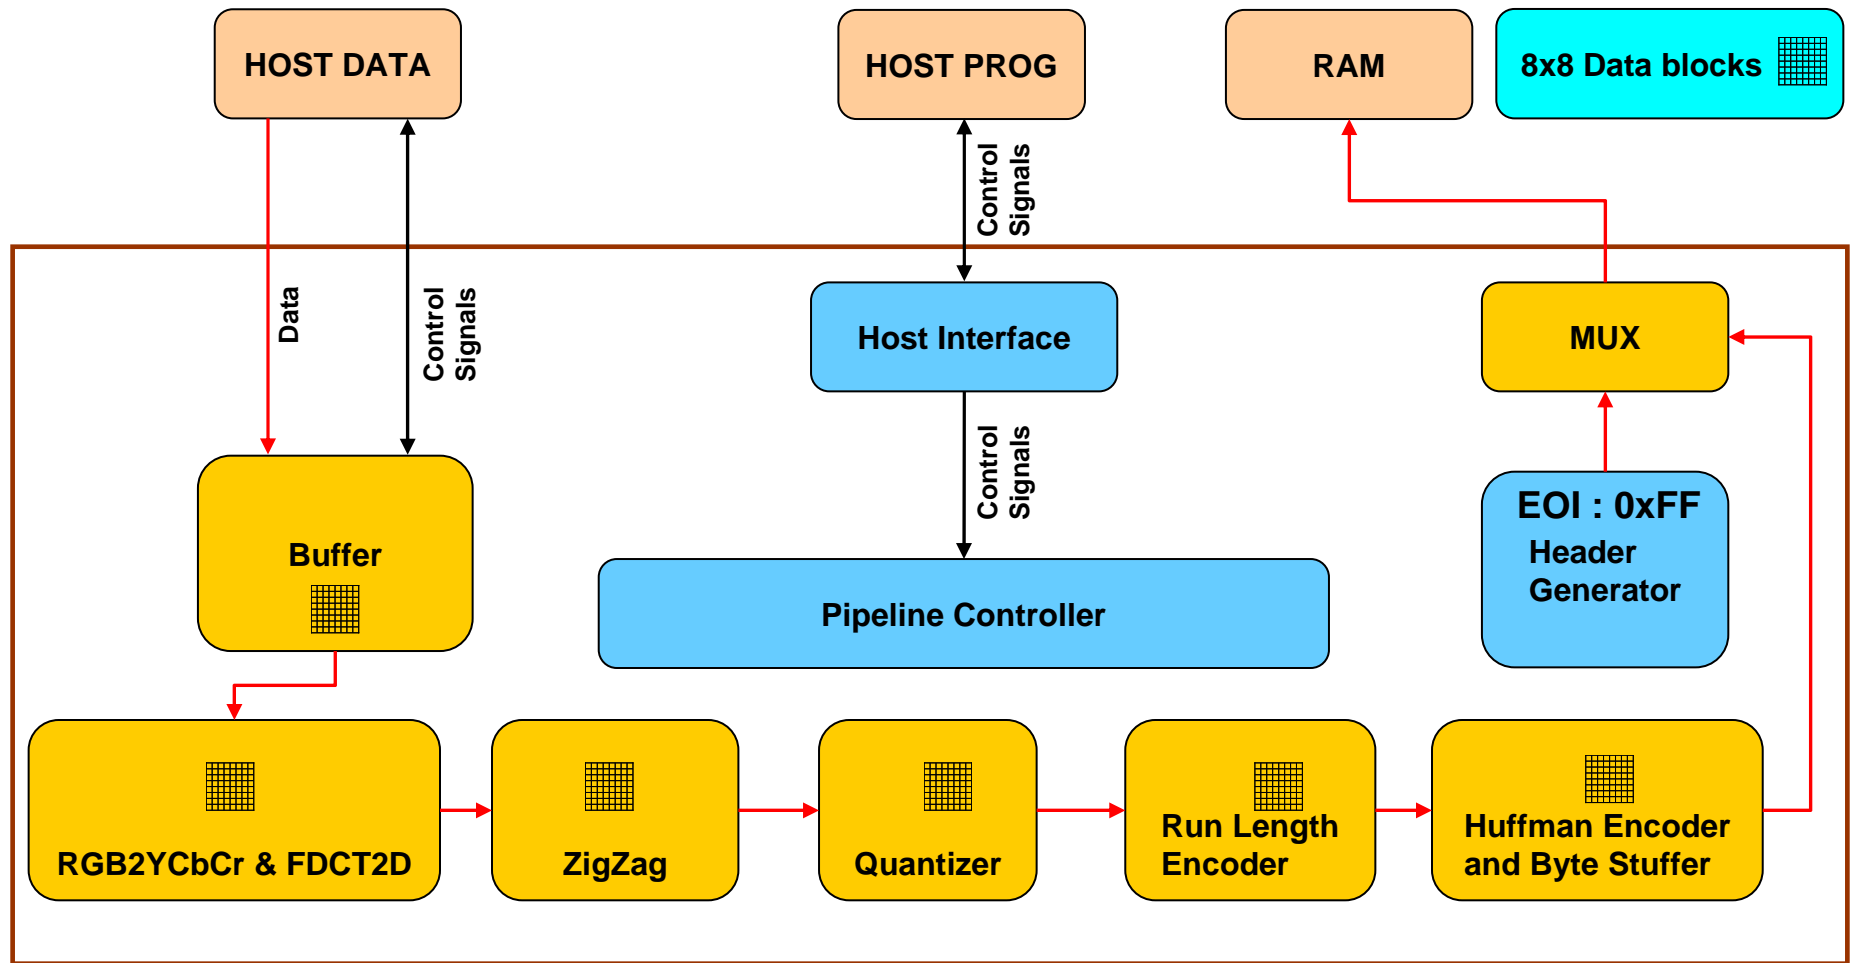 HOST DATA
HOST PROG
RAM
8x8 Data blocks
Control
Signals
Data
Control
Signals
Host Interface
MUX
Control
Signals
EOI : 0xFF
Header
Generator
Buffer
Pipeline Controller
RGB2YCbCr & FDCT2D
ZigZag
Quantizer
Run Length
Encoder
Huffman Encoder
and Byte Stuffer